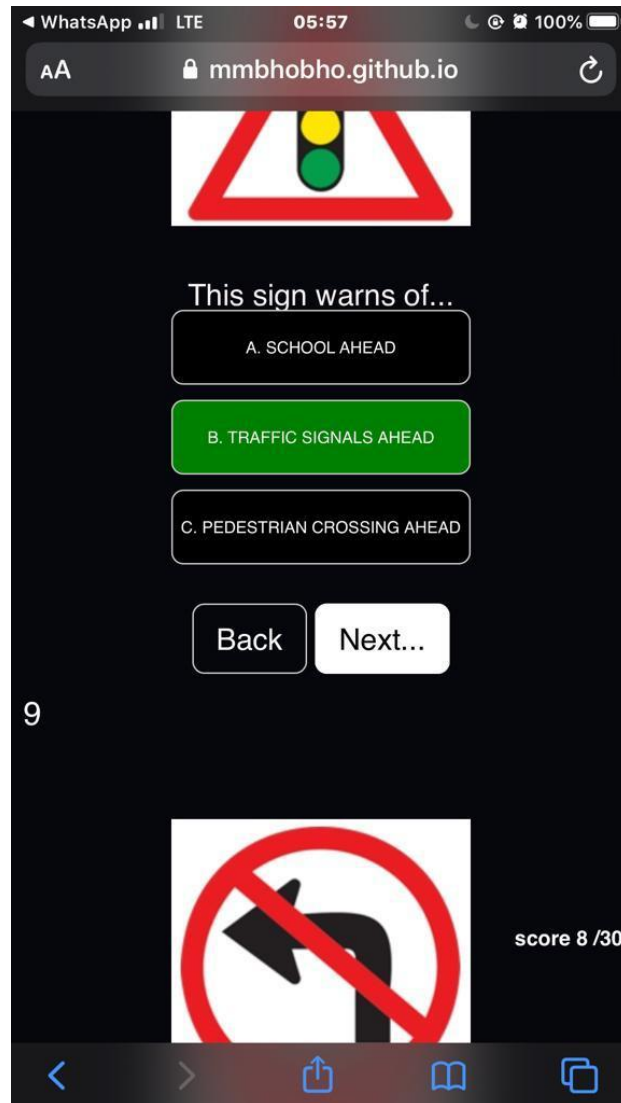 WhatsApp LTE 05:57 100%
AA mmbhobho.github.io
This sign warns of...
A. SCHOOL AHEAD
B. TRAFFIC SIGNALS AHEAD
C. PEDESTRIAN CROSSING AHEAD
Back Next...
9
score 8 /30